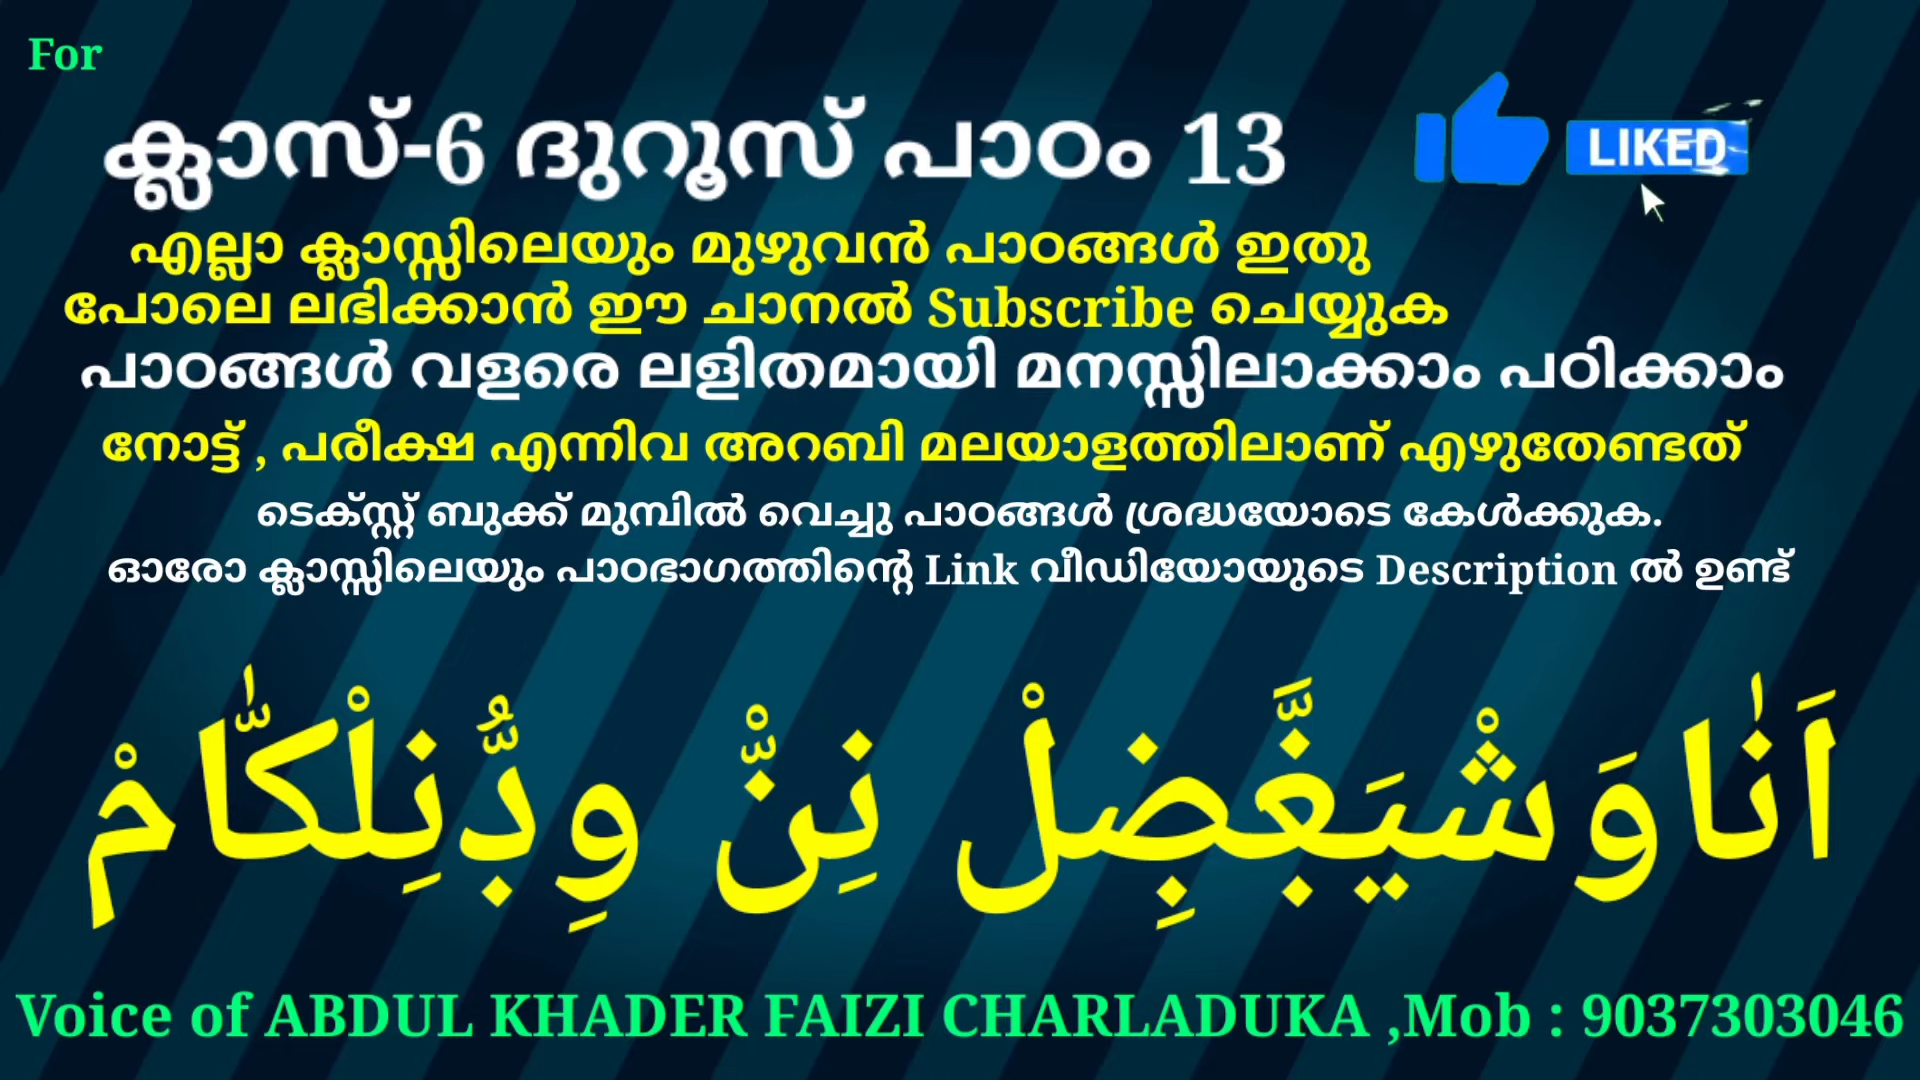 For
ക്ലാസ്-6 ദുറൂസ് പാഠം 13
LIKED
എല്ലാ ക്ലാസ്സിലെയും മുഴുവൻ പാഠങ്ങൾ ഇതു
പോലെ ലഭിക്കാൻ ഈ ചാനൽ Subscribe ചെയ്യുക
പാഠങ്ങൾ വളരെ ലളിതമായി മനസ്സിലാക്കാം പഠിക്കാം
നോട്ട് , പരീക്ഷ എന്നിവ അറബി മലയാളത്തിലാണ് എഴുതേണ്ടത്
ടെക്സ്റ്റ് ബുക്ക് മുമ്പിൽ വെച്ചു പാഠങ്ങൾ ശ്രദ്ധയോടെ കേൾക്കുക.
ഓരോ ക്ലാസ്സിലെയും പാഠഭാഗത്തിന്റെ Link വീഡിയോയുടെ Description ൽ ഉണ്ട്
اَنٰاوَشْيَغَّضِلْ نِنّْ وِڊُّنِلْكّٰامْ
Voice of ABDUL KHADER FAIZI CHARLADUKA ,Mob : 9037303046